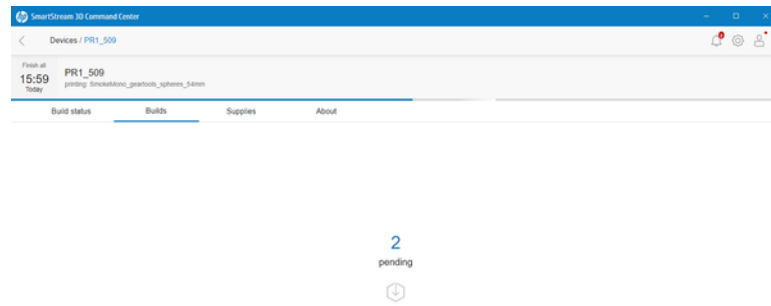 hp SmartStream 3D Command Center
Devices / PR1_509
Finish all
15:59
Today
PR1_509
printing: SmokeMono_geartools_spheres_54mm
Build status Builds Supplies About
2
pending